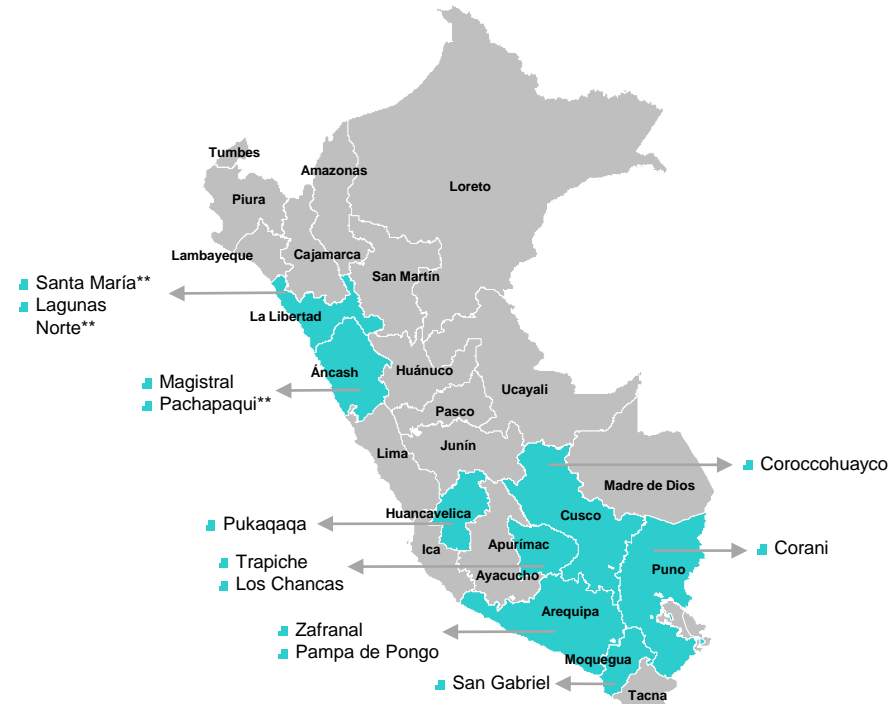 Tumbes
Amazonas
Loreto
Piura
Lambayeque
Cajamarca
San Martín
Santa María**
Lagunas
Norte**
La Libertad
Áncash
Huánuco
Ucayali
Magistral
Pachapaqui**
Pasco
Lima
Junín
Coroccohuayco
Madre de Dios
Huancavelica
Cusco
Pukaqaqa
Ica
Apurímac
Corani
Trapiche
Los Chancas
Ayacucho
Puno
Arequipa
Zafranal
Pampa de Pongo
Moquegua
San Gabriel
Tacna